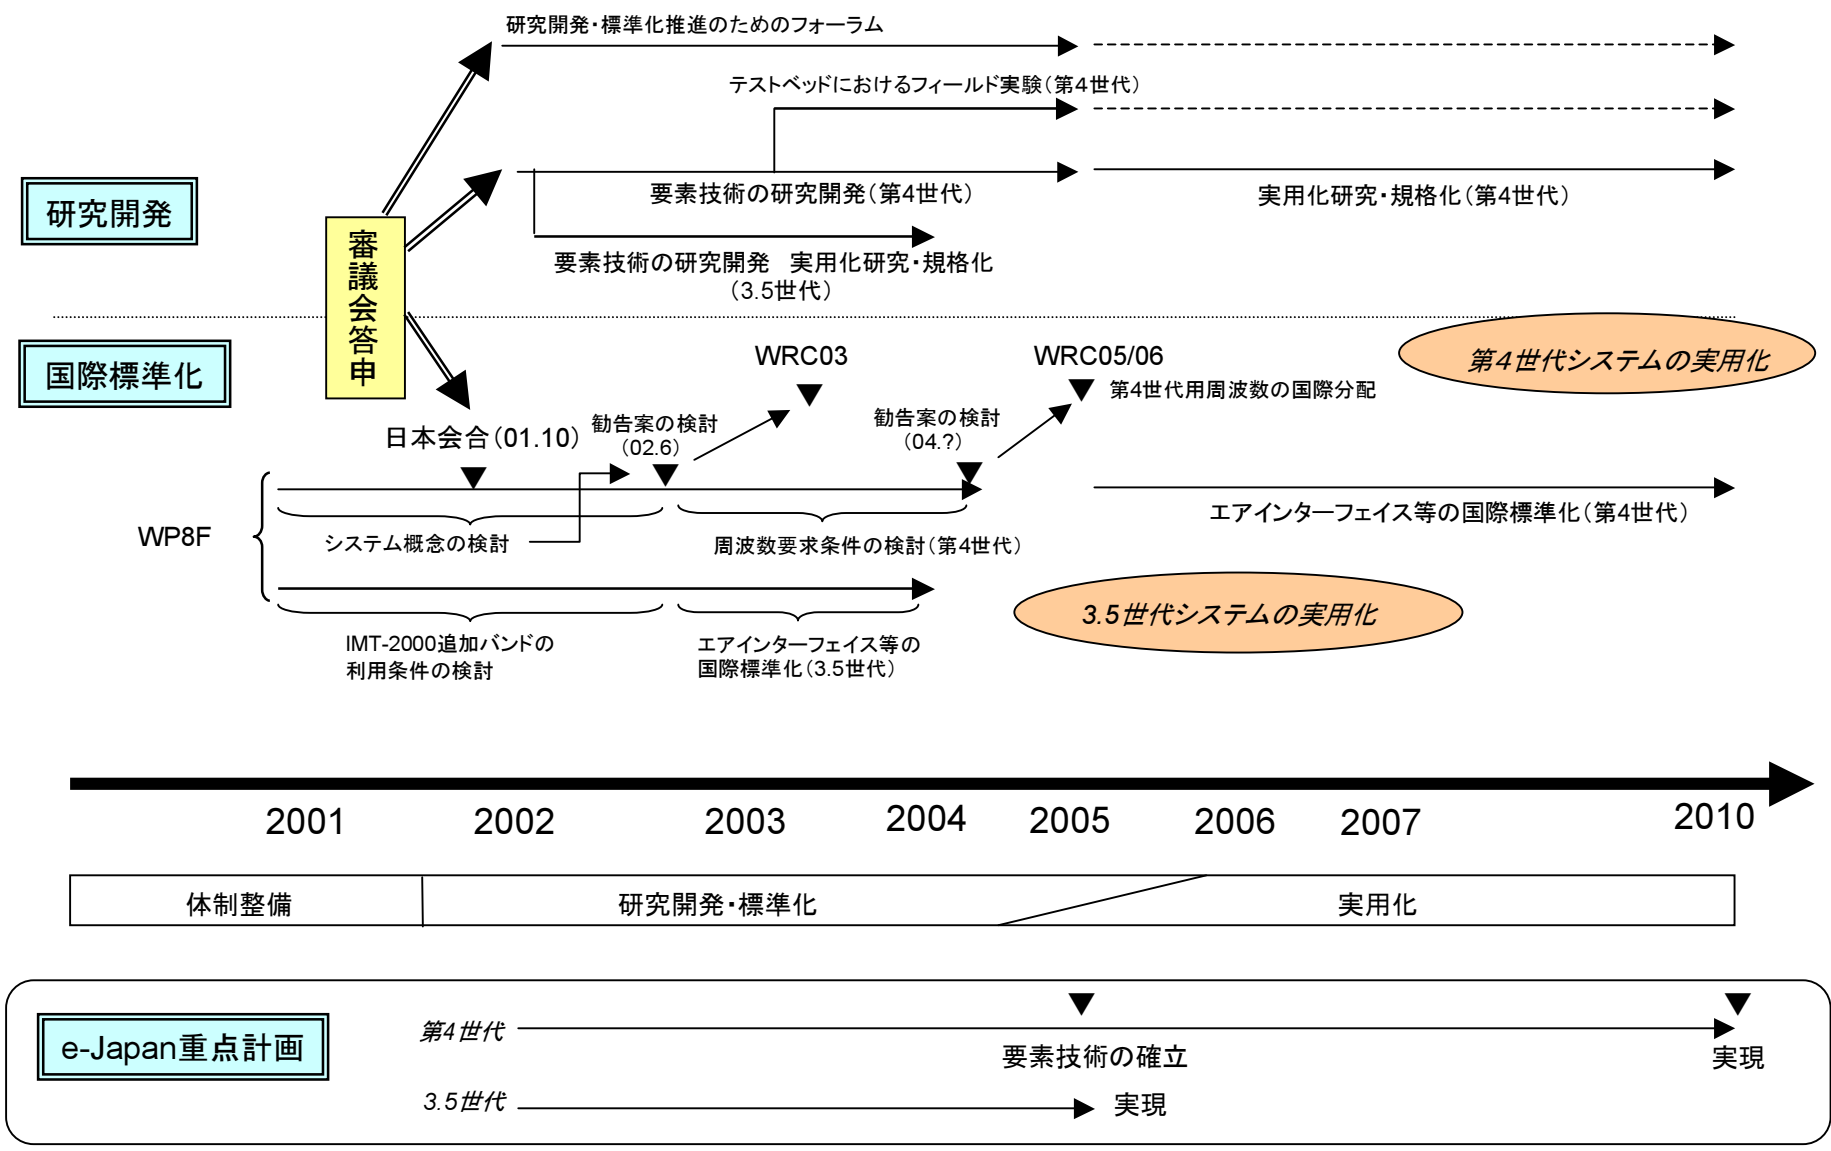 研究開発・標準化推進のためのフォーラム
テストベッドにおけるフィールド実験（第4世代）
研究開発
要素技術の研究開発（第4世代）
実用化研究・規格化（第4世代）
審議会答申
要素技術の研究開発　実用化研究・規格化
（3.5世代）
国際標準化
WRC03
WRC05/06
第4世代システムの実用化
第4世代用周波数の国際分配
日本会合（01.10）
勧告案の検討
（02.6）
勧告案の検討
（04.?）
WP8F
システム概念の検討
周波数要求条件の検討（第4世代）
エアインターフェイス等の国際標準化（第4世代）
3.5世代システムの実用化
IMT-2000追加バンドの
利用条件の検討
エアインターフェイス等の
国際標準化（3.5世代）
2001
2002
2003
2004
2005
2006
2007
2010
体制整備
研究開発・標準化
実用化
e-Japan重点計画
第4世代
要素技術の確立
実現
3.5世代
実現